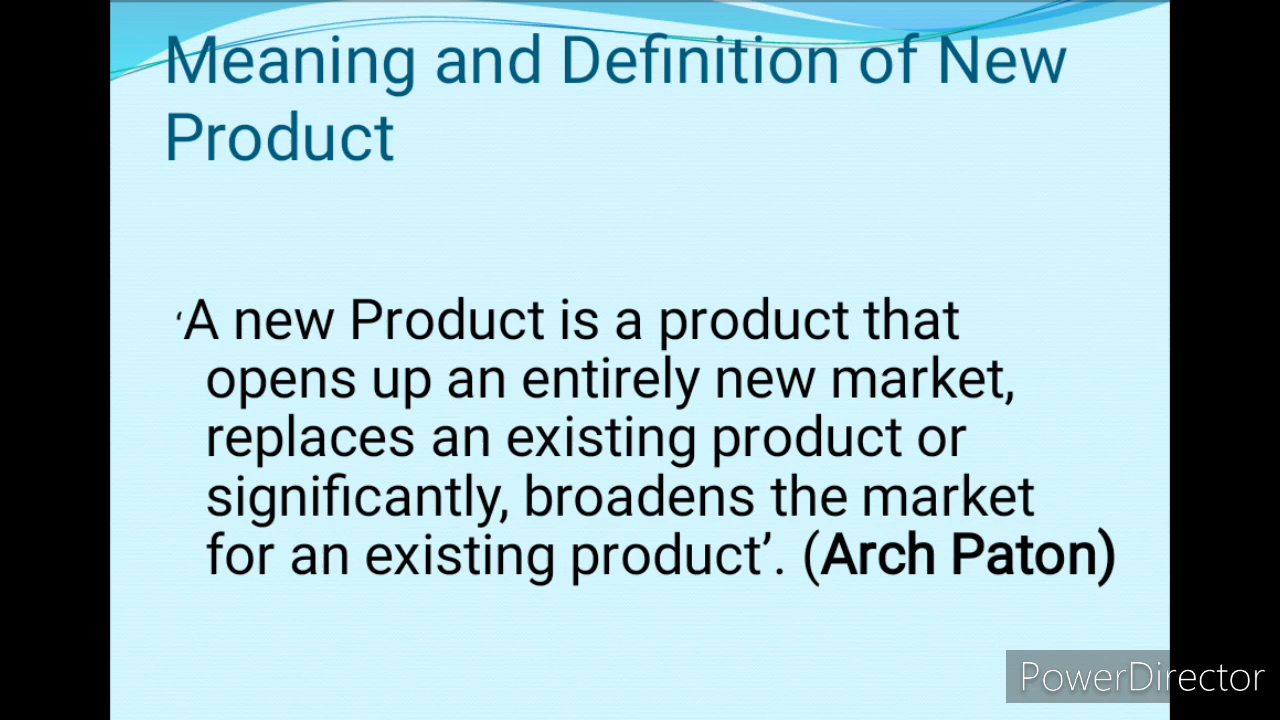 Meaning and Definition of New
Product
‘A new Product is a product that
opens up an entirely new market,
replaces an existing product or
significantly, broadens the market
for an existing product’. (Arch Paton)
PowerDirector